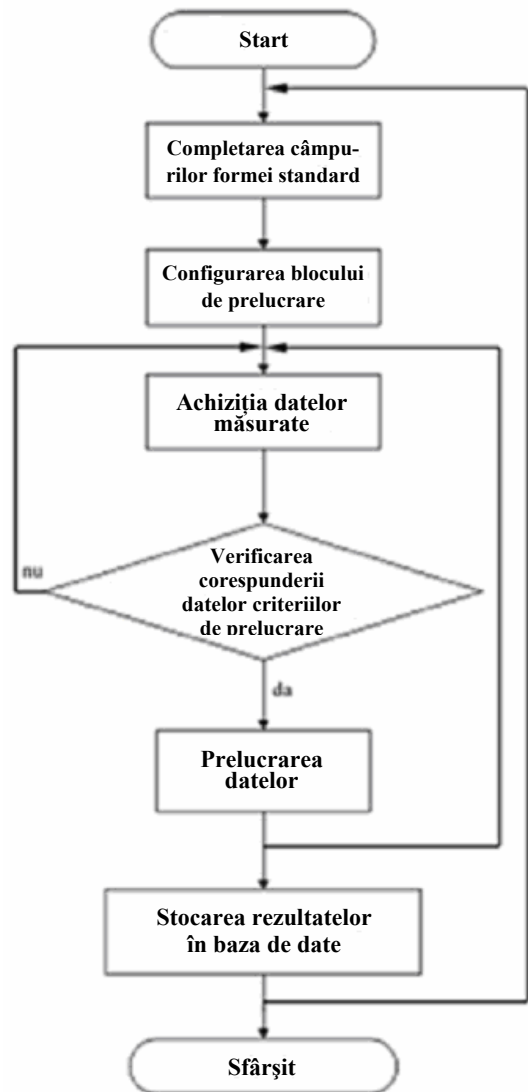 Start
Completarea câmpu-
rilor formei standard
Configurarea blocului
de prelucrare
Achiziția datelor
măsurate
Verificarea
corespunderii
datelor criteriilor
de prelucrare
nu
da
Prelucrarea
datelor
Stocarea rezultatelor
în baza de date
Sfârşit